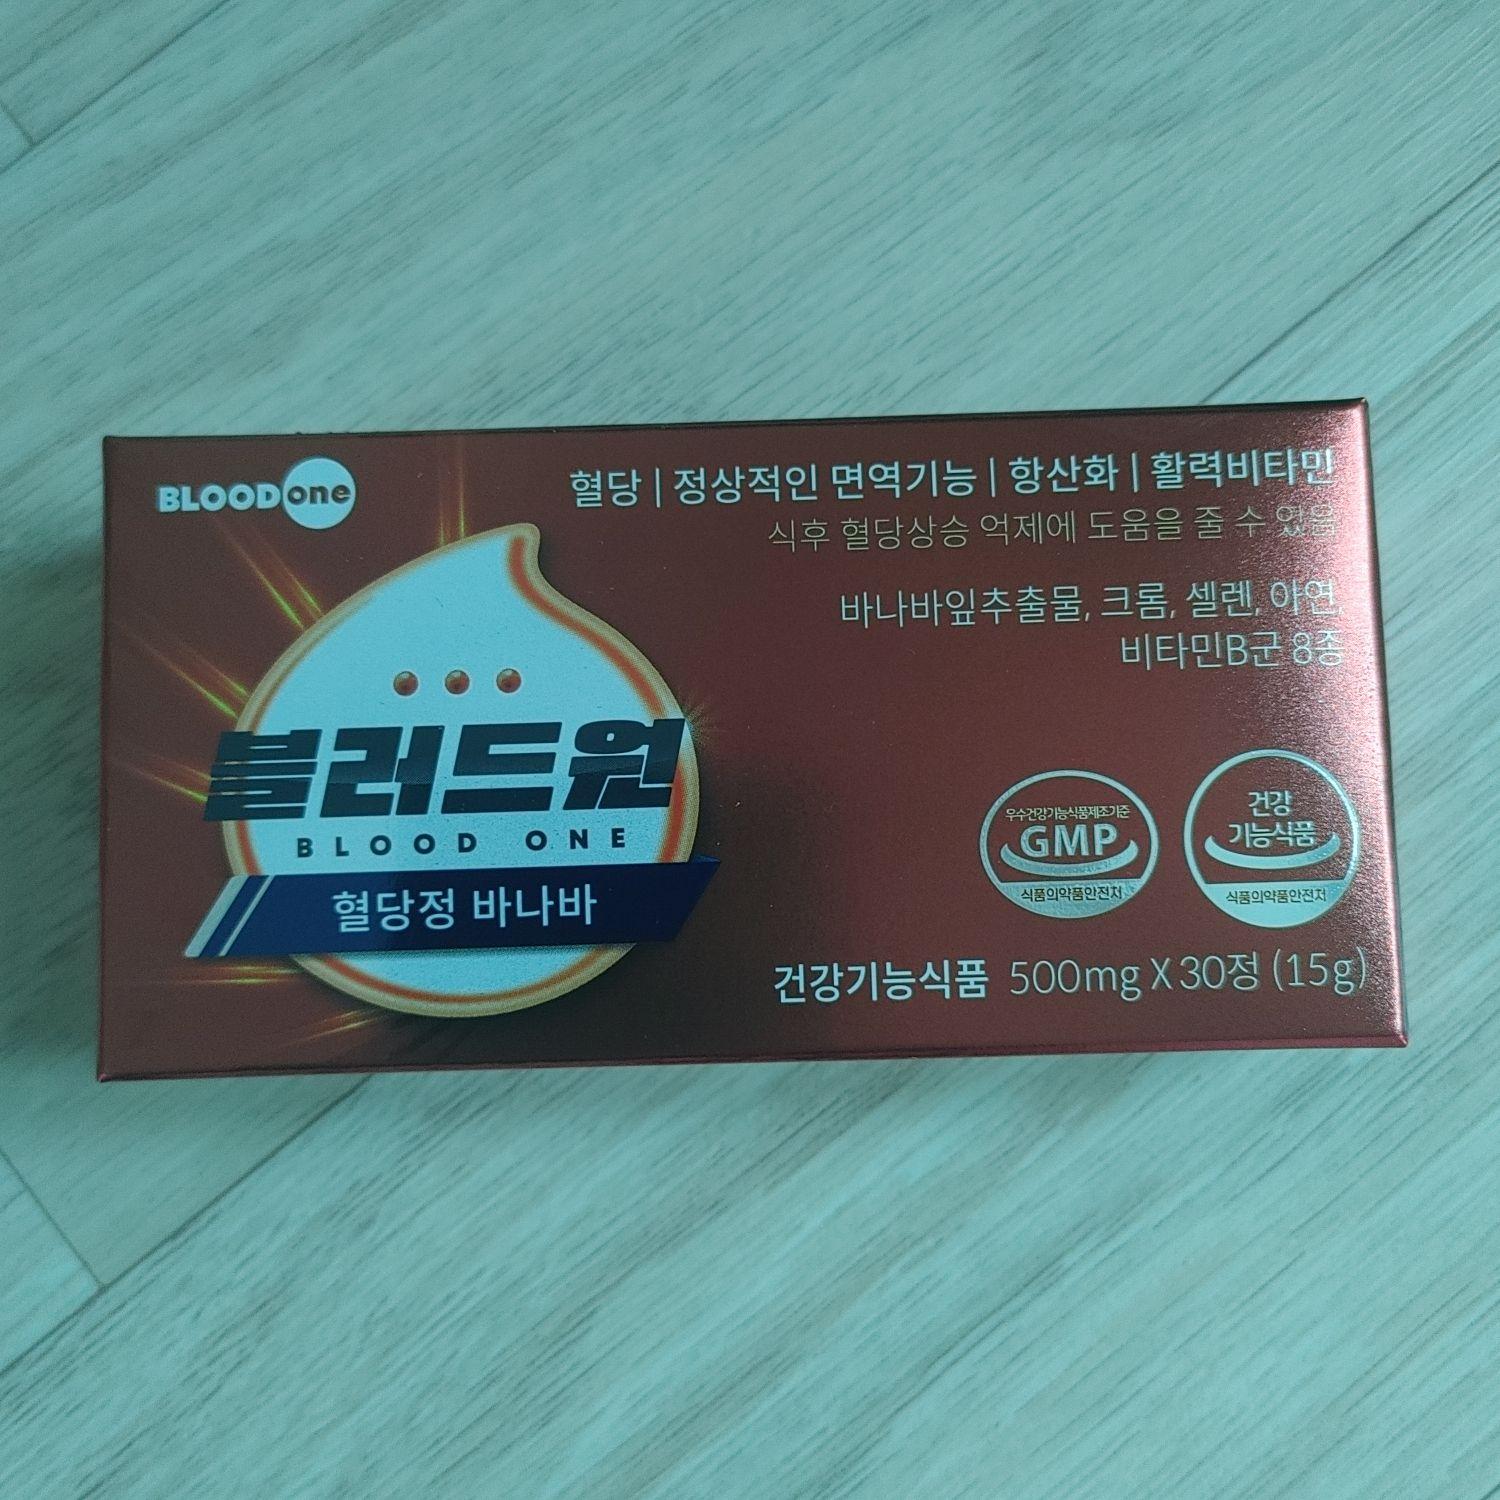 BLOODone
혈당 | 정상적인 면역기능 | 항산화 | 활력비타민
식후 혈당상승 억제에 도움을 줄 수 있음
바나바잎추출물, 크롬, 셀렌, 아연,
비타민B군 8종
블러드원
BLOOD ONE
혈당정 바나바
우수건강기능식품제조기준
GMP
식품의약품안전처
건강
기능식품
식품의약품안전처
건강기능식품 500mg X 30정 (15g)